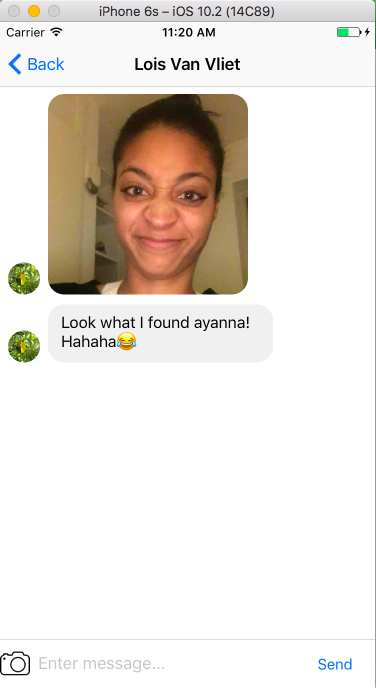 iPhone 6s – iOS 10.2 (14C89)
Carrier 11:20 AM
Back Lois Van Vliet
Look what I found ayanna!
Hahaha😂
Enter message... Send